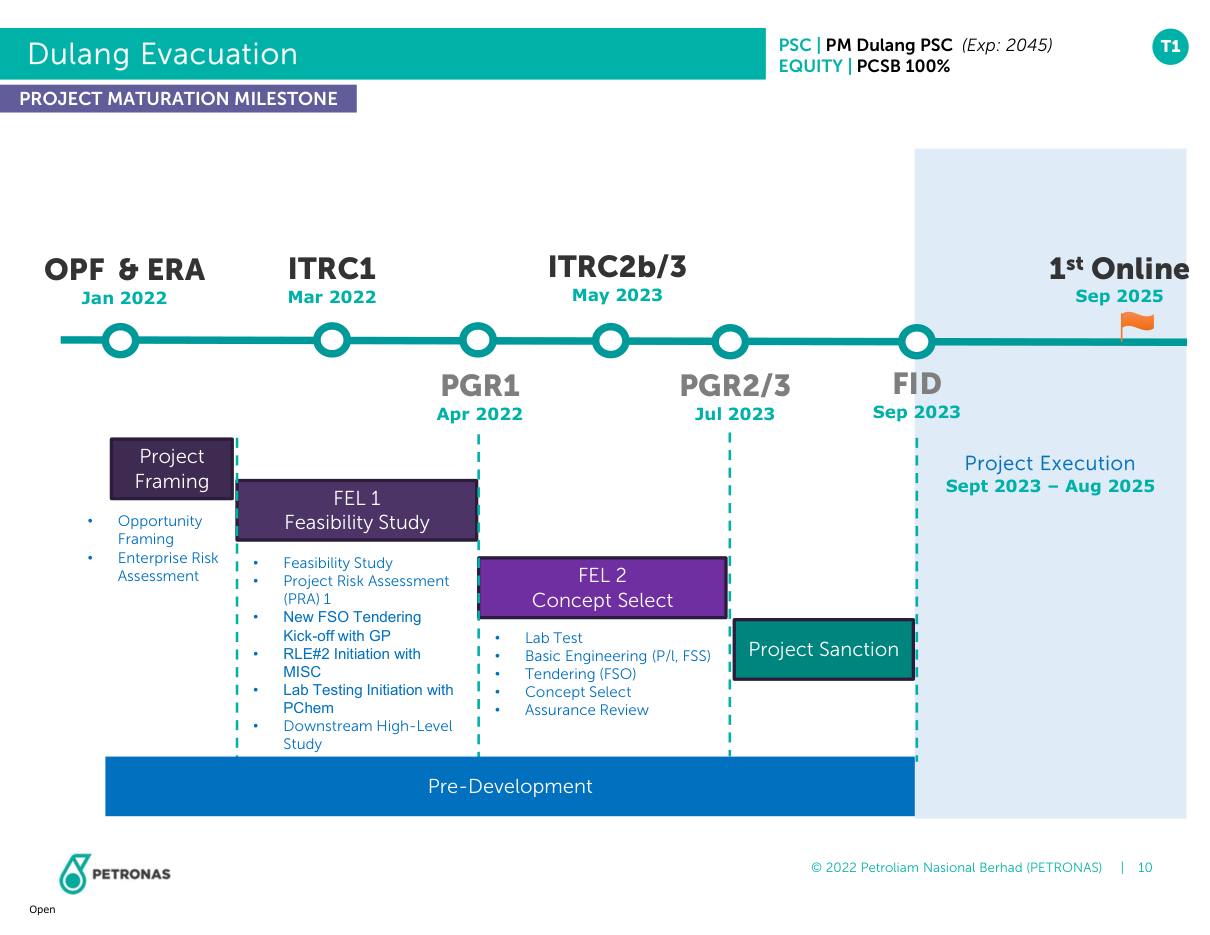 Dulang Evacuation
PSC | PM Dulang PSC (Exp: 2045)
EQUITY | PCSB 100%
T1
PROJECT MATURATION MILESTONE
OPF & ERA
Jan 2022
ITRC1
Mar 2022
ITRC2b/3
May 2023
1st Online
Sep 2025
PGR1
Apr 2022
PGR2/3
Jul 2023
FID
Sep 2023
Project
Framing
• Opportunity
Framing
• Enterprise Risk
Assessment
FEL 1
Feasibility Study
• Feasibility Study
• Project Risk Assessment
(PRA) 1
• New FSO Tendering
Kick-off with GP
• RLE#2 Initiation with
MISC
• Lab Testing Initiation with
PChem
• Downstream High-Level
Study
FEL 2
Concept Select
• Lab Test
• Basic Engineering (P/l, FSS)
• Tendering (FSO)
• Concept Select
• Assurance Review
Project Sanction
Project Execution
Sept 2023 – Aug 2025
Pre-Development
PETRONAS
© 2022 Petroliam Nasional Berhad (PETRONAS) | 10
Open